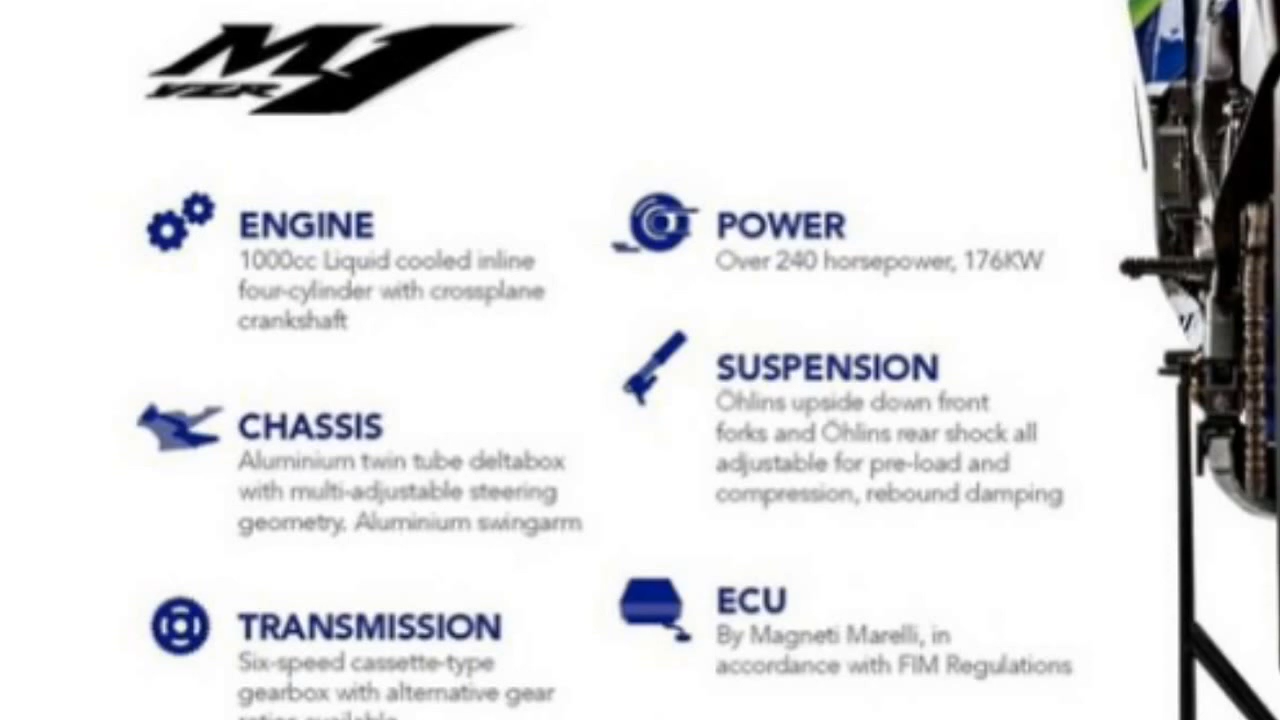 YZR M1
ENGINE
1000cc Liquid cooled inline
four-cylinder with crossplane
crankshaft
CHASSIS
Aluminium twin tube deltabox
with multi-adjustable steering
geometry. Aluminium swingarm
TRANSMISSION
Six-speed cassette-type
gearbox with alternative gear
ratios available
POWER
Over 240 horsepower, 176KW
SUSPENSION
Öhlins upside down front
forks and Öhlins rear shock all
adjustable for pre-load and
compression, rebound damping
ECU
By Magneti Marelli, in
accordance with FIM Regulations